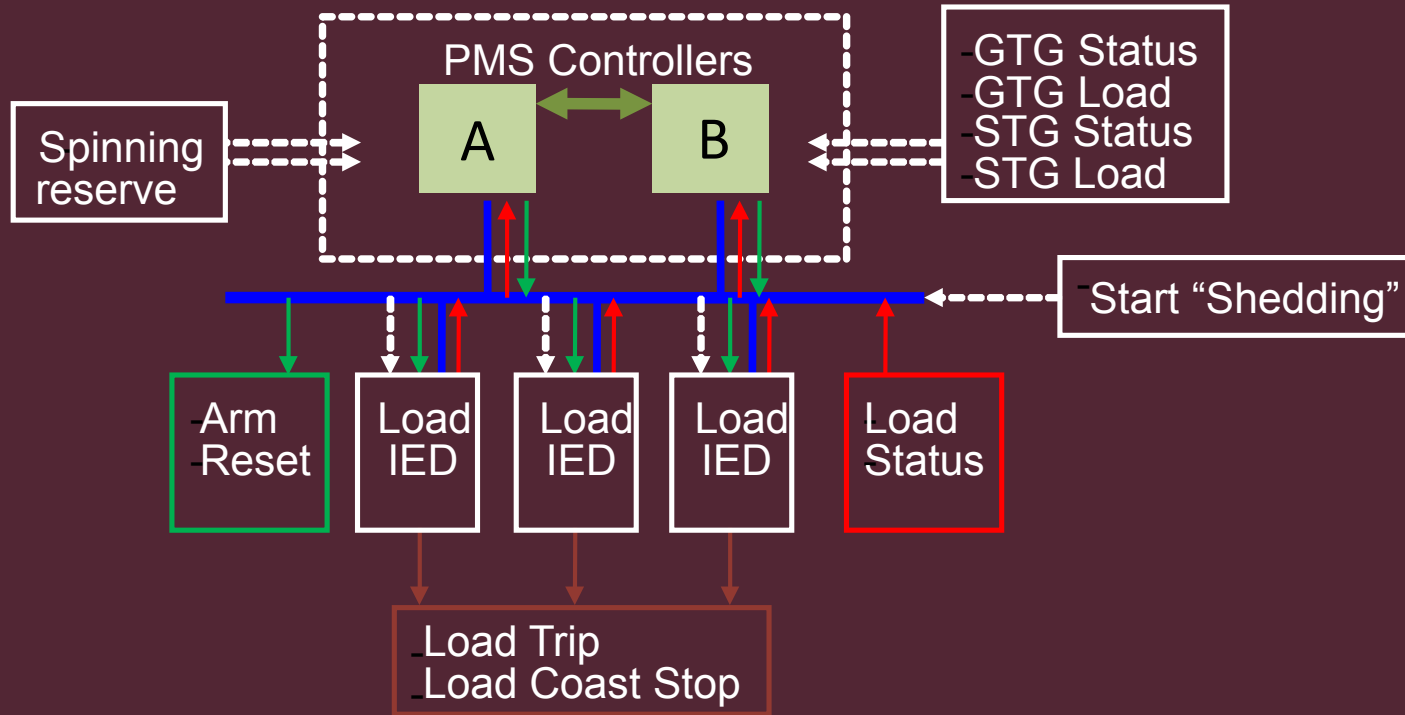 PMS Controllers
A
B
Spinning
reserve
-GTG Status
-GTG Load
-STG Status
-STG Load
-Start “Shedding”
-Arm
-Reset
Load
IED
Load
IED
Load
IED
-Load
-Status
-Load Trip
-Load Coast Stop